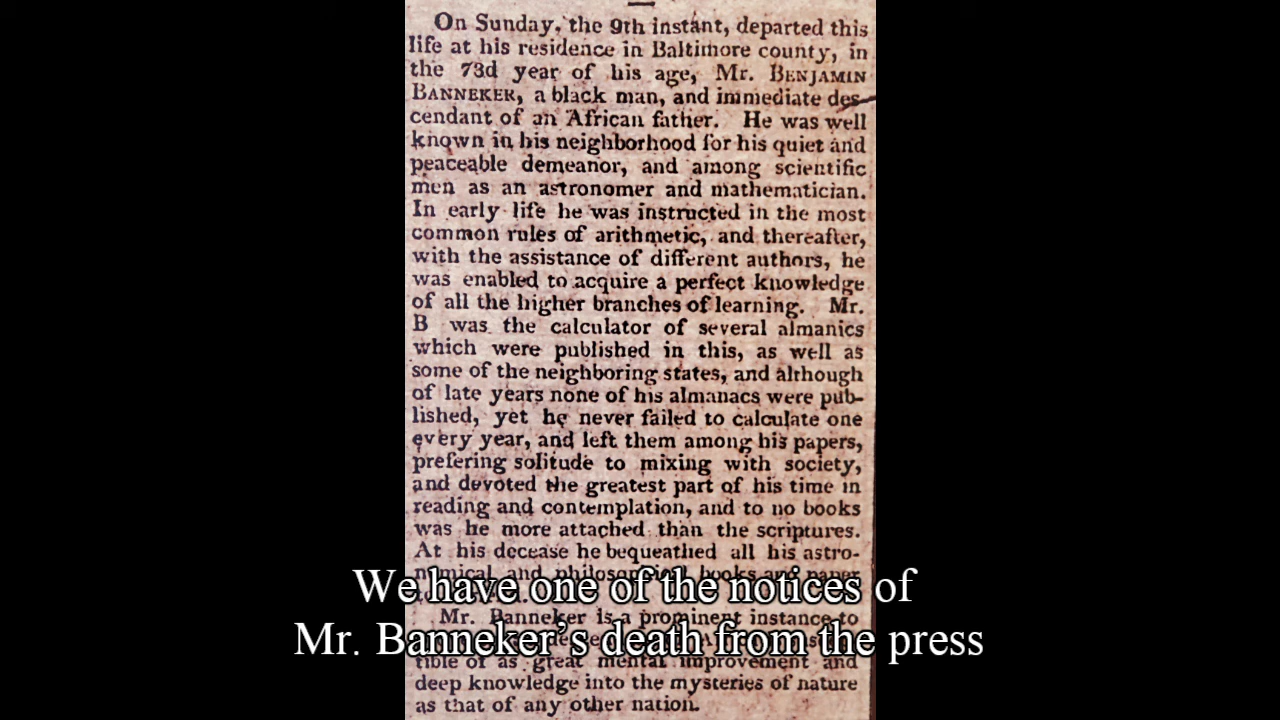 On Sunday, the 9th instant, departed this
life at his residence in Baltimore county, in
the 73d year of his age, Mr. BENJAMIN
BANNEKER, a black man, and immediate des-
cendant of an African father. He was well
known in his neighborhood for his quiet and
peaceable demeanor, and among scientific
men as an astronomer and mathematician.
In early life he was instructed in the most
common rules of arithmetic, and thereafter,
with the assistance of different authors, he
was enabled to acquire a perfect knowledge
of all the higher branches of learning. Mr.
B was the calculator of several almanics
which were published in this, as well as
some of the neighboring states, and although
of late years none of his almanacs were pub-
lished, yet he never failed to calculate one
every year, and left them among his papers,
prefering solitude to mixing with society,
and devoted the greatest part of his time in
reading and contemplation, and to no books
was he more attached than the scriptures.
At his decease he bequeathed all his astro-
nomical and philosophical books and paper
We have one of the notices of
Mr. Banneker is a prominent instance to
Mr. Banneker's death from the press
tible of as great mental improvement and
deep knowledge into the mysteries of nature
as that of any other nation.